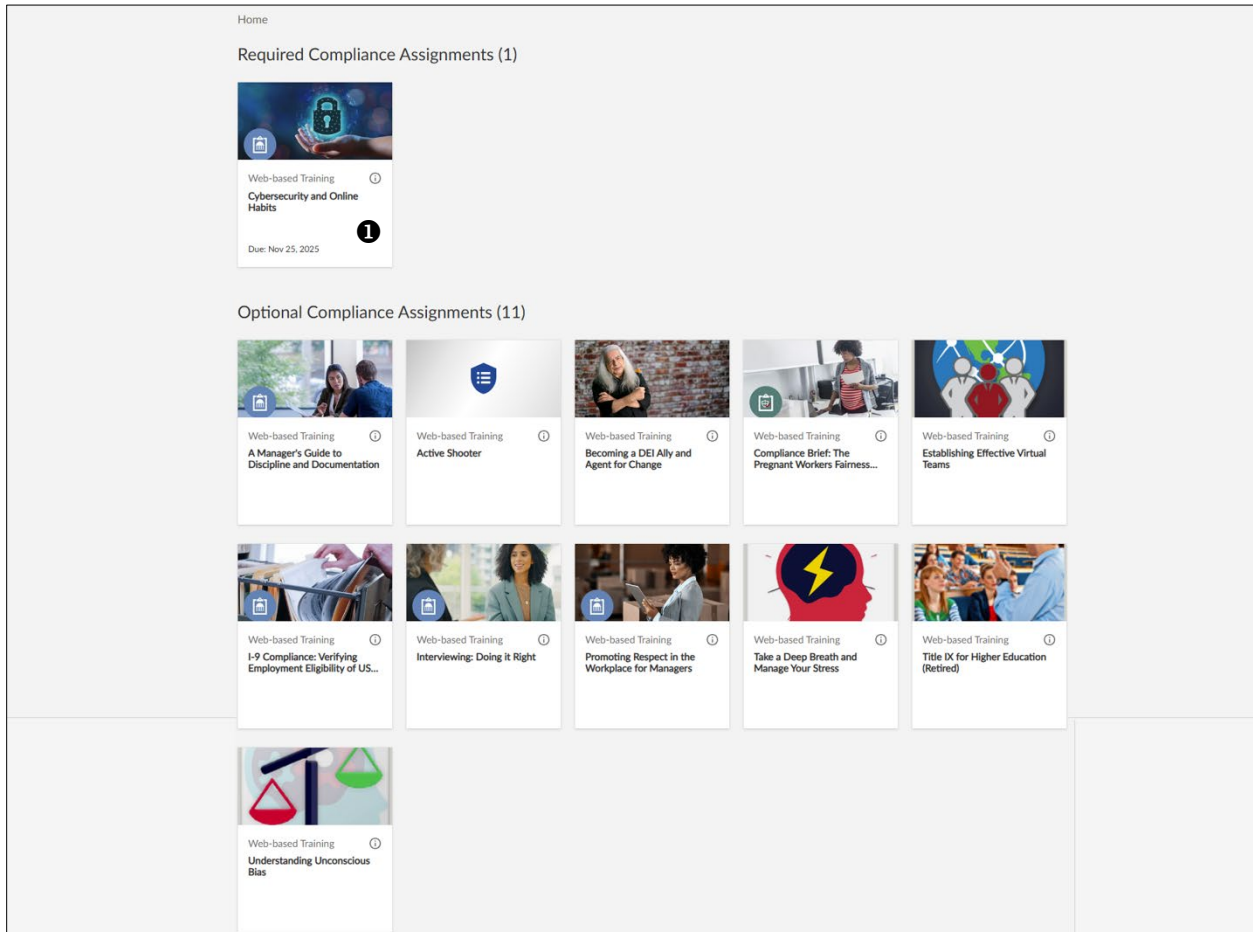 Home
Required Compliance Assignments (1)
Web-based Training
Cybersecurity and Online
Habits
❶
Due: Nov 25, 2025
Optional Compliance Assignments (11)
Web-based Training
A Manager's Guide to
Discipline and Documentation
Web-based Training
Active Shooter
Web-based Training
Becoming a DEI Ally and
Agent for Change
Web-based Training
Compliance Brief: The
Pregnant Workers Fairness...
Web-based Training
Establishing Effective Virtual
Teams
Web-based Training
I-9 Compliance: Verifying
Employment Eligibility of US...
Web-based Training
Interviewing: Doing it Right
Web-based Training
Promoting Respect in the
Workplace for Managers
Web-based Training
Take a Deep Breath and
Manage Your Stress
Web-based Training
Title IX for Higher Education
(Retired)
Web-based Training
Understanding Unconscious
Bias